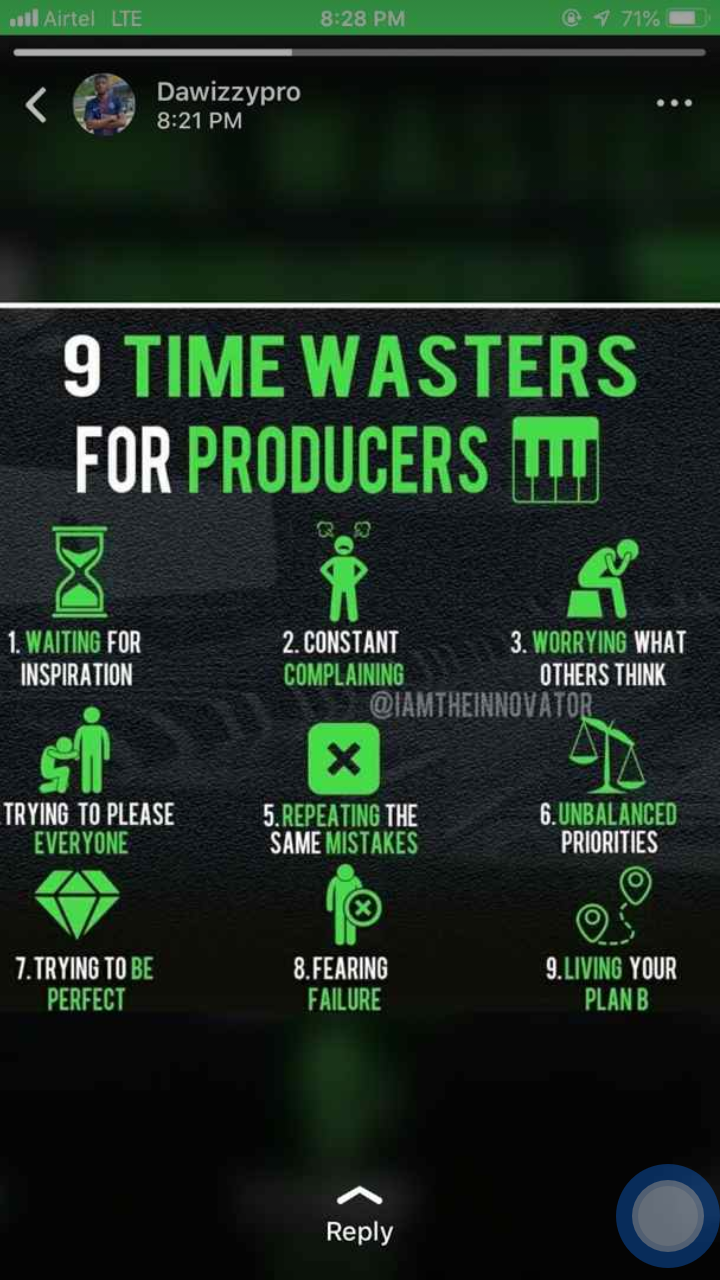 Airtel LTE 8:28 PM 71%
Dawizzypro
8:21 PM
9 TIME WASTERS
FOR PRODUCERS
1. WAITING FOR
INSPIRATION
2. CONSTANT
COMPLAINING
3. WORRYING WHAT
OTHERS THINK
@IAMTHEINNOVATOR
TRYING TO PLEASE
EVERYONE
5. REPEATING THE
SAME MISTAKES
6. UNBALANCED
PRIORITIES
7. TRYING TO BE
PERFECT
8. FEARING
FAILURE
9. LIVING YOUR
PLAN B
Reply